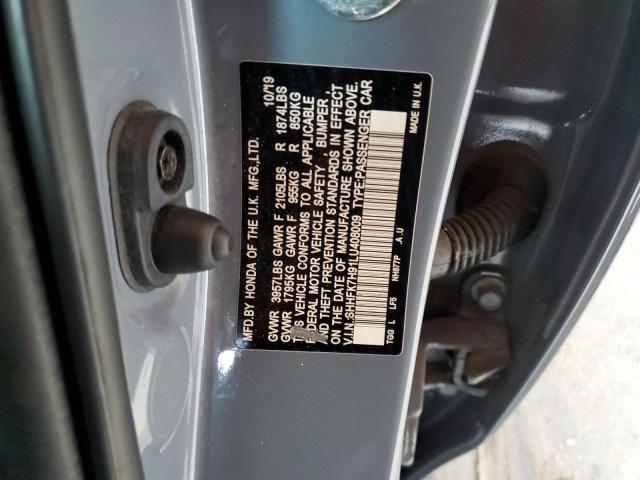 MFD.BY HONDA OF THE U.K. MFG.,LTD. 10/19
GVWR 3957LBS GAWR F 2105LBS R 1874LBS
GVWR 1795KG GAWR F 955KG R 850KG
THIS VEHICLE CONFORMS TO ALL APPLICABLE
FEDERAL MOTOR VEHICLE SAFETY, BUMPER
AND THEFT PREVENTION STANDARDS IN EFFECT
ON THE DATE OF MANUFACTURE SHOWN ABOVE.
V.I.N.:SHHFK7H91LU408009 TYPE:PASSENGER CAR
TGG L LF5 NH877P .A.U MADE IN U.K.